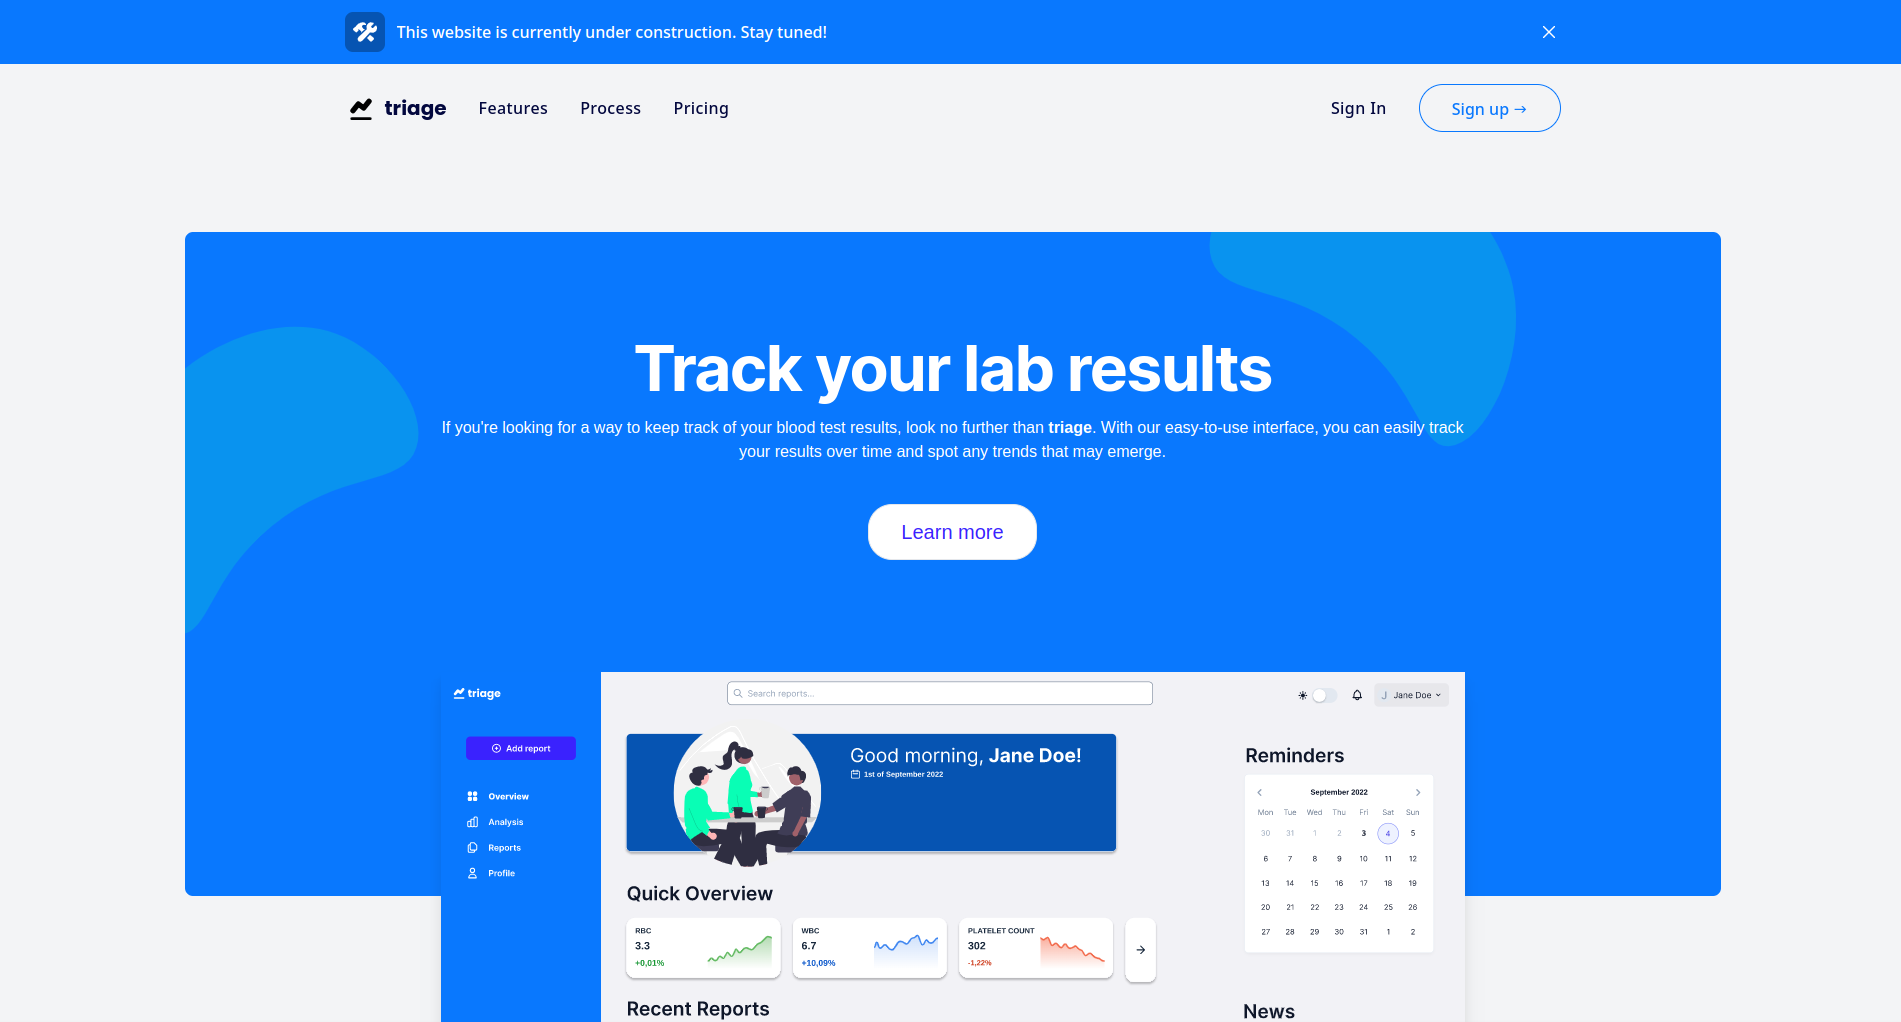 This website is currently under construction. Stay tuned!
triage
Features
Process
Pricing
Sign In
Sign up →
Track your lab results
If you're looking for a way to keep track of your blood test results, look no further than triage. With our easy-to-use interface, you can easily track
your results over time and spot any trends that may emerge.
Learn more
triage
Add report
Overview
Analysis
Reports
Profile
Search reports...
J Jane Doe
Good morning, Jane Doe!
1st of September 2022
Quick Overview
RBC
3.3
+0,01%
WBC
6.7
+10,09%
PLATELET COUNT
302
-1,22%
Recent Reports
Reminders
September 2022
Mon Tue Wed Thu Fri Sat Sun
30 31 1 2 3 4 5
6 7 8 9 10 11 12
13 14 15 16 17 18 19
20 21 22 23 24 25 26
27 28 29 30 31 1 2
News